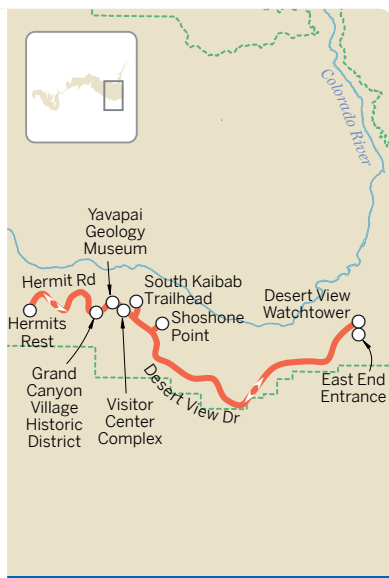 Colorado River
Yavapai
Geology
Museum
Hermit Rd
South Kaibab
Trailhead
Shoshone
Point
Desert View
Watchtower
Hermits
Rest
Grand
Canyon
Village
Historic
District
Visitor
Center
Complex
Desert View Dr
East End
Entrance